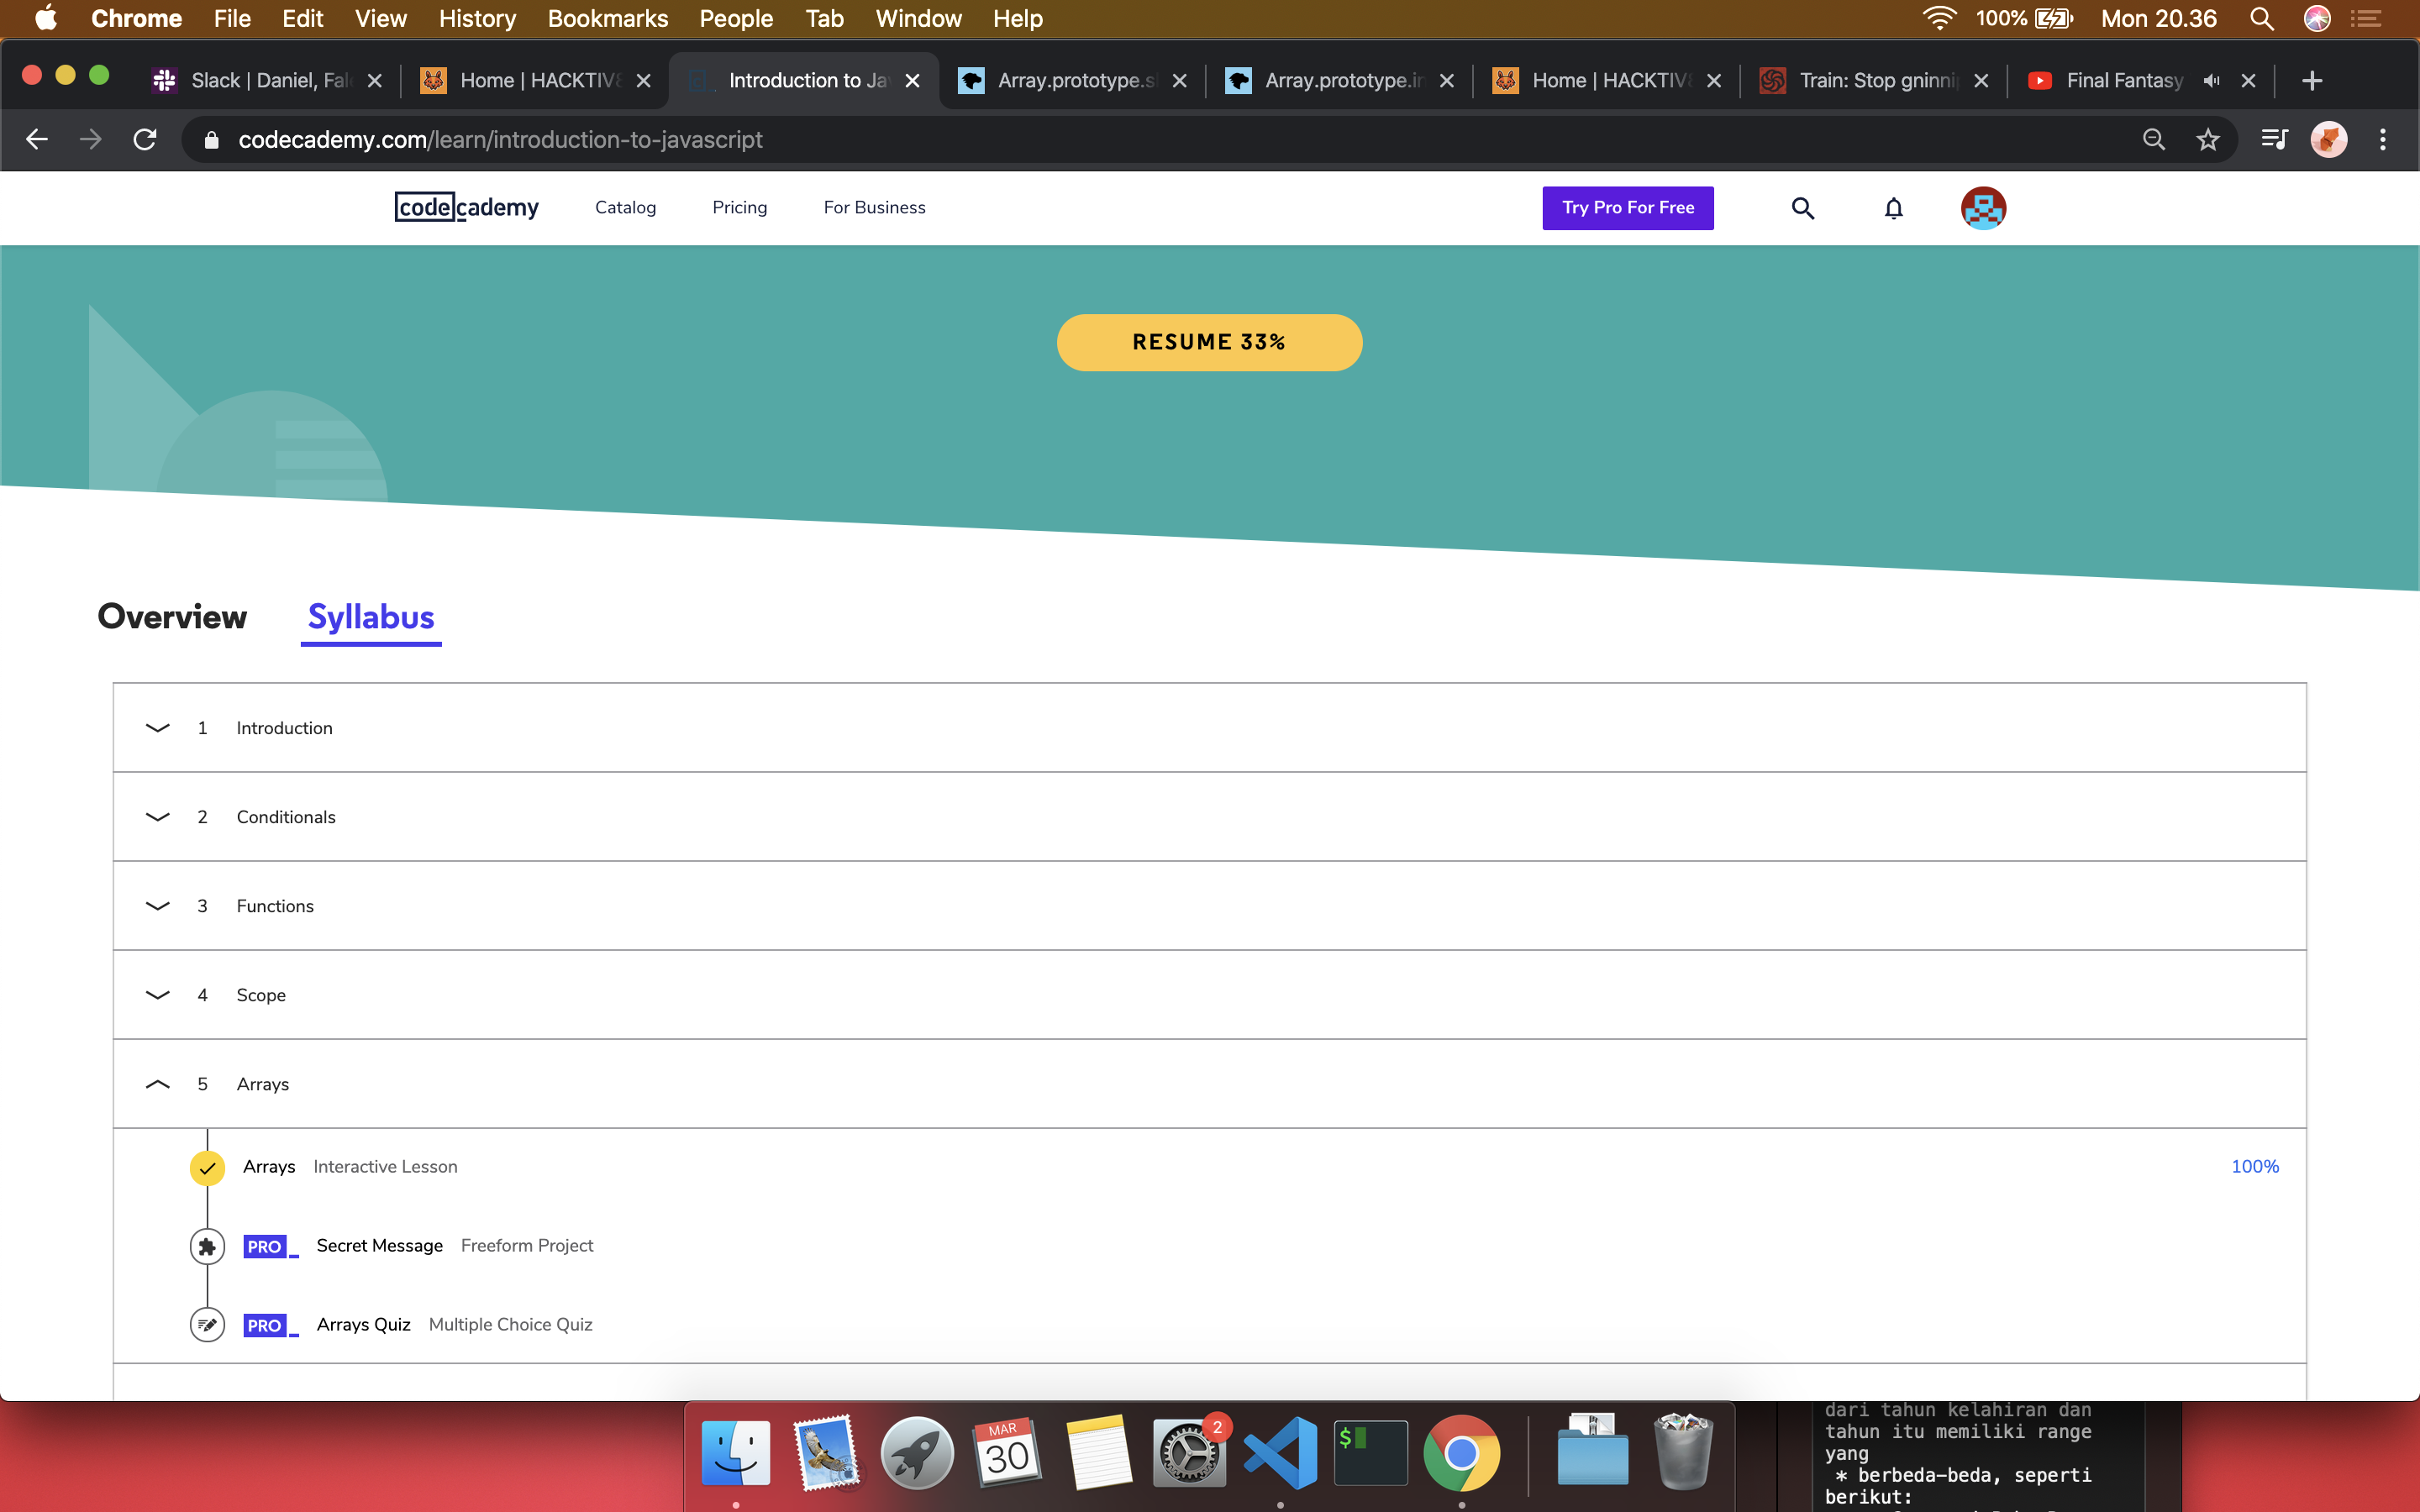 Chrome File Edit View History Bookmarks People Tab Window Help 100% Mon 20.36
Slack | Daniel, Fal Home | HACKTIV8 Introduction to Ja Array.prototype.s Array.prototype.in Home | HACKTIV8 Train: Stop gninni Final Fantasy
codecademy.com/learn/introduction-to-javascript
codecademy Catalog Pricing For Business Try Pro For Free
RESUME 33%
Overview Syllabus
1 Introduction
2 Conditionals
3 Functions
4 Scope
5 Arrays
Arrays Interactive Lesson 100%
PRO Secret Message Freeform Project
PRO Arrays Quiz Multiple Choice Quiz
dari tahun kelahiran dan
tahun itu memiliki range
yang
* berbeda-beda, seperti
berikut:
MAR
30
2
$